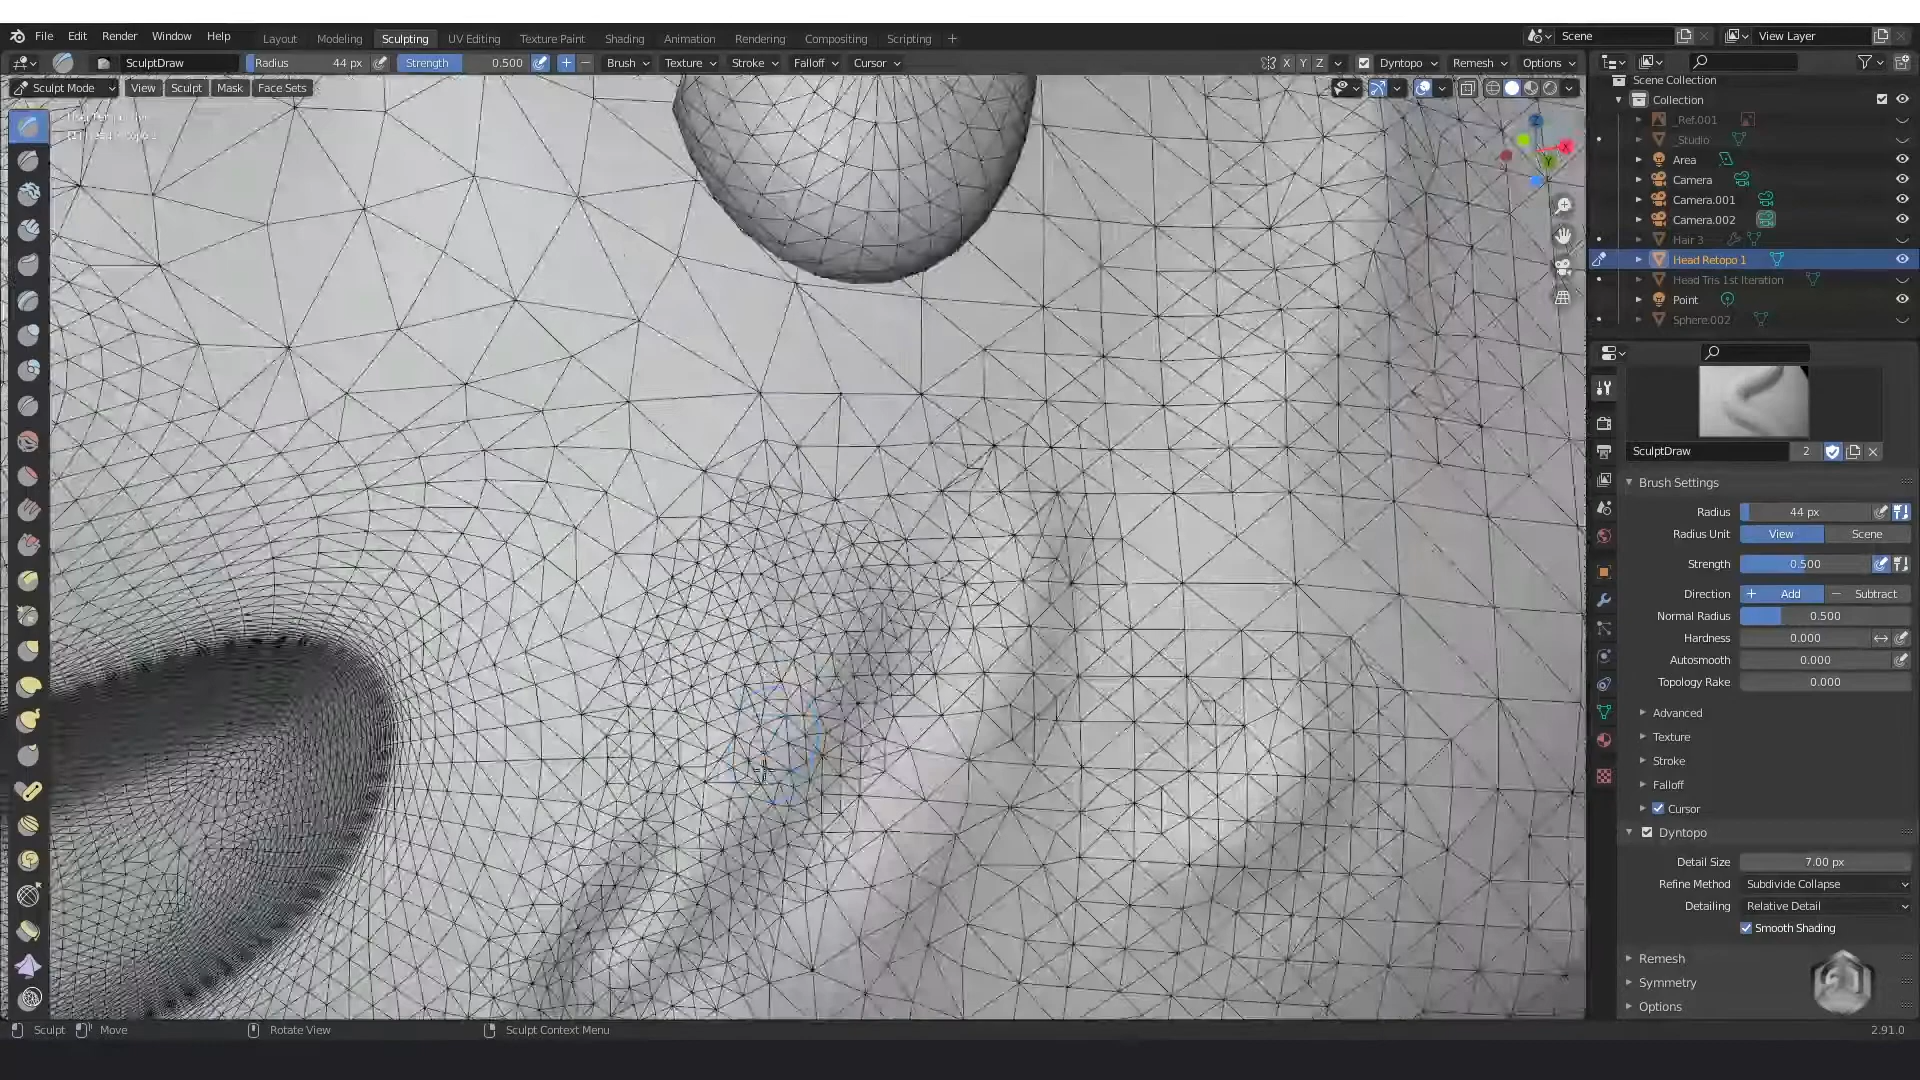 File Edit Render Window Help Layout Modeling Sculpting UV Editing Texture Paint Shading Animation Rendering Compositing Scripting + Scene View Layer
SculptDraw Radius 44 px Strength 0.500 + − Brush Texture Stroke Falloff Cursor X Y Z Dyntopo Remesh Options
Sculpt Mode View Sculpt Mask Face Sets
Scene Collection
Collection
_Ref.001
_Studio
Area
Camera
Camera.001
Camera.002
Hair 3
Head Retopo 1
Head Tris 1st Iteration
Point
Sphere.002
Z
X
Y
SculptDraw 2
Brush Settings
Radius 44 px
Radius Unit View Scene
Strength 0.500
Direction + Add − Subtract
Normal Radius 0.500
Hardness 0.000
Autosmooth 0.000
Topology Rake 0.000
Advanced
Texture
Stroke
Falloff
Cursor
Dyntopo
Detail Size 7.00 px
Refine Method Subdivide Collapse
Detailing Relative Detail
Smooth Shading
Remesh
Symmetry
Options
Sculpt Move Rotate View Sculpt Context Menu 2.91.0